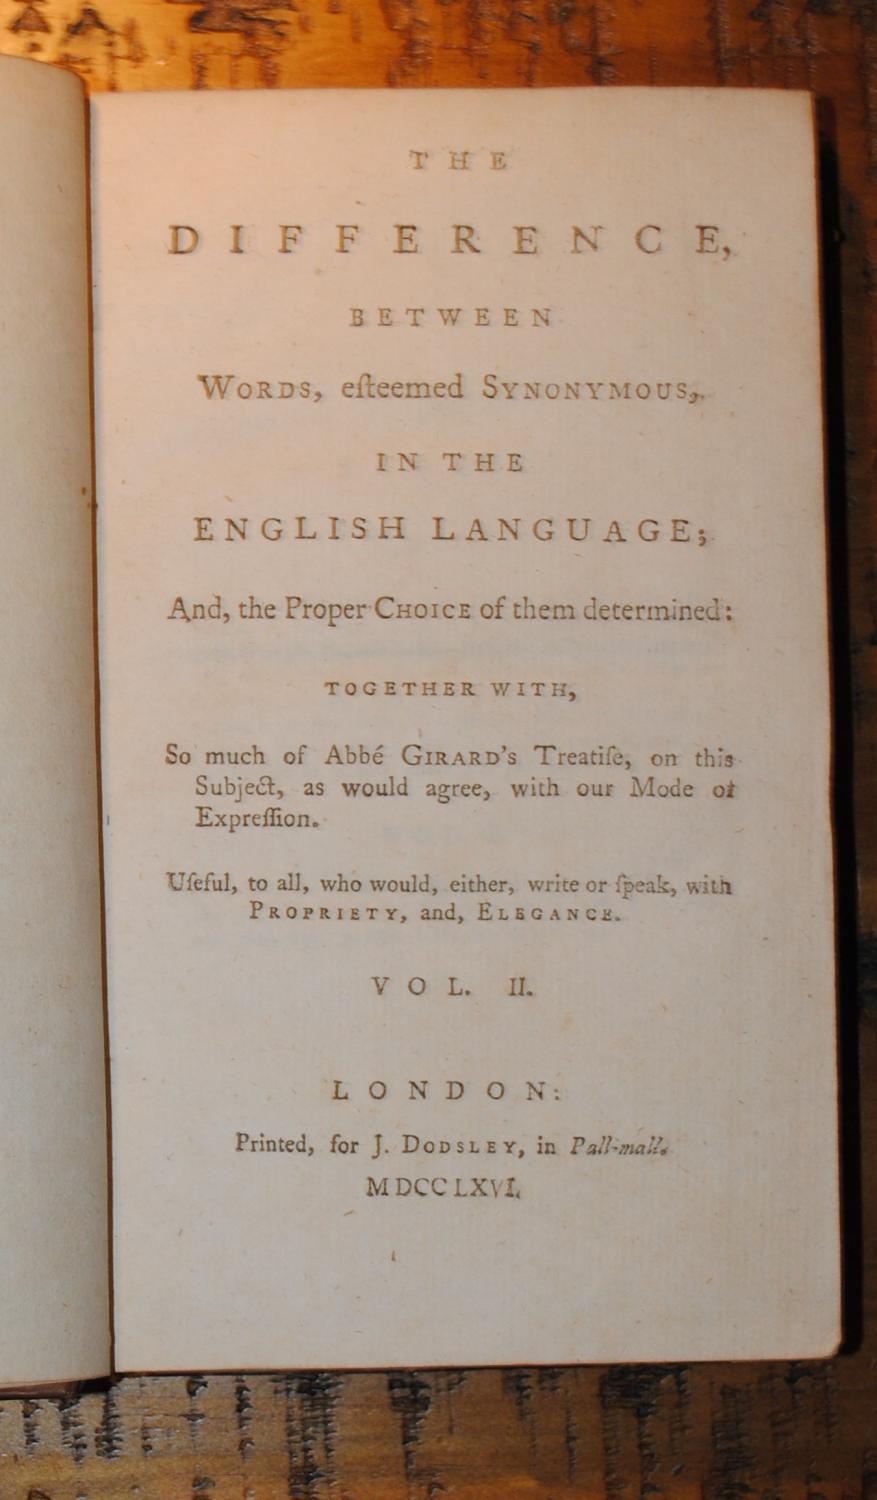 THE
DIFFERENCE,
BETWEEN
WORDS, eſteemed SYNONYMOUS,
IN THE
ENGLISH LANGUAGE;
And, the Proper CHOICE of them determined:
TOGETHER WITH,
So much of Abbé GIRARD's Treatiſe, on this
Subject, as would agree, with our Mode of
Expreſſion.
Uſeful, to all, who would, either, write or ſpeak, with
PROPRIETY, and, ELEGANCE.
VOL. II.
LONDON:
Printed, for J. DODSLEY, in Pall-mall.
MDCCLXVI.